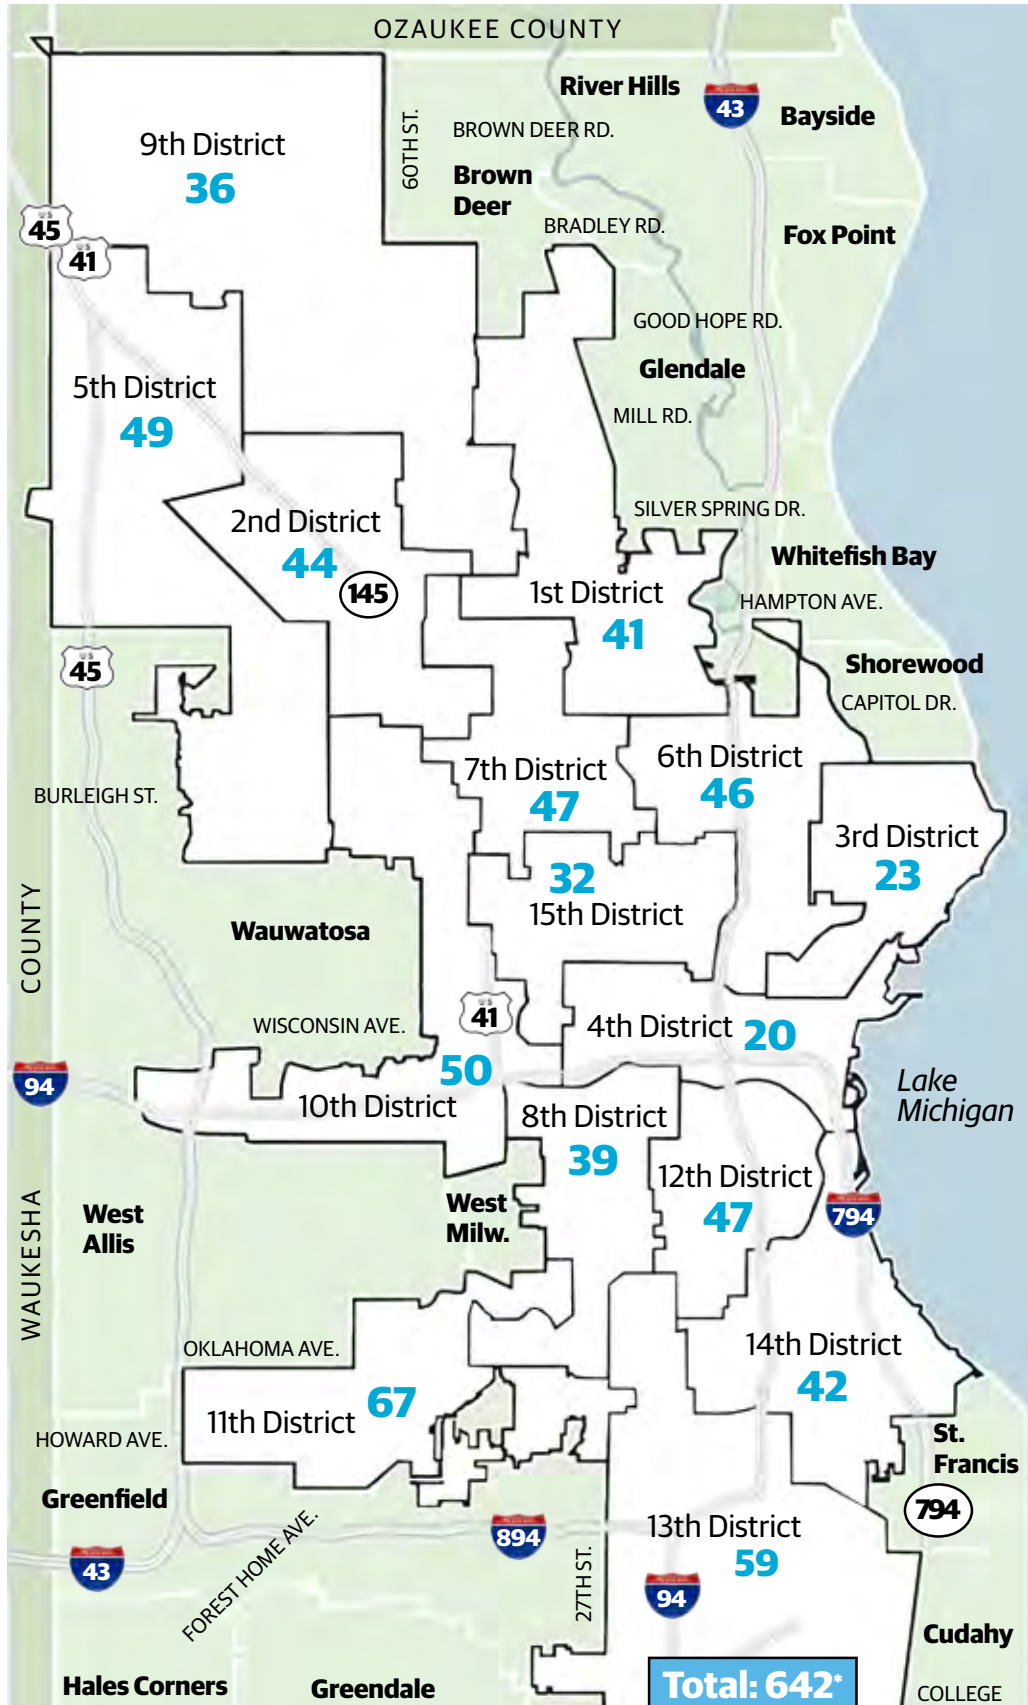 OZAUKEE COUNTY
River Hills
43
Bayside
60TH ST.
BROWN DEER RD.
9th District
36
Brown
Deer
US
45
US
41
BRADLEY RD.
Fox Point
GOOD HOPE RD.
Glendale
5th District
49
MILL RD.
2nd District
44
145
SILVER SPRING DR.
Whitefish Bay
1st District
41
HAMPTON AVE.
US
45
Shorewood
CAPITOL DR.
7th District
47
6th District
46
BURLEIGH ST.
3rd District
23
32
15th District
WAUKESHA COUNTY
Wauwatosa
US
41
WISCONSIN AVE.
4th District 20
94
50
10th District
Lake
Michigan
8th District
39
12th District
47
West
Allis
West
Milw.
794
OKLAHOMA AVE.
14th District
42
67
11th District
HOWARD AVE.
St.
Francis
Greenfield
794
FOREST HOME AVE.
894
13th District
59
43
27TH ST.
94
Cudahy
Hales Corners
Greendale
Total: 642*
COLLEGE